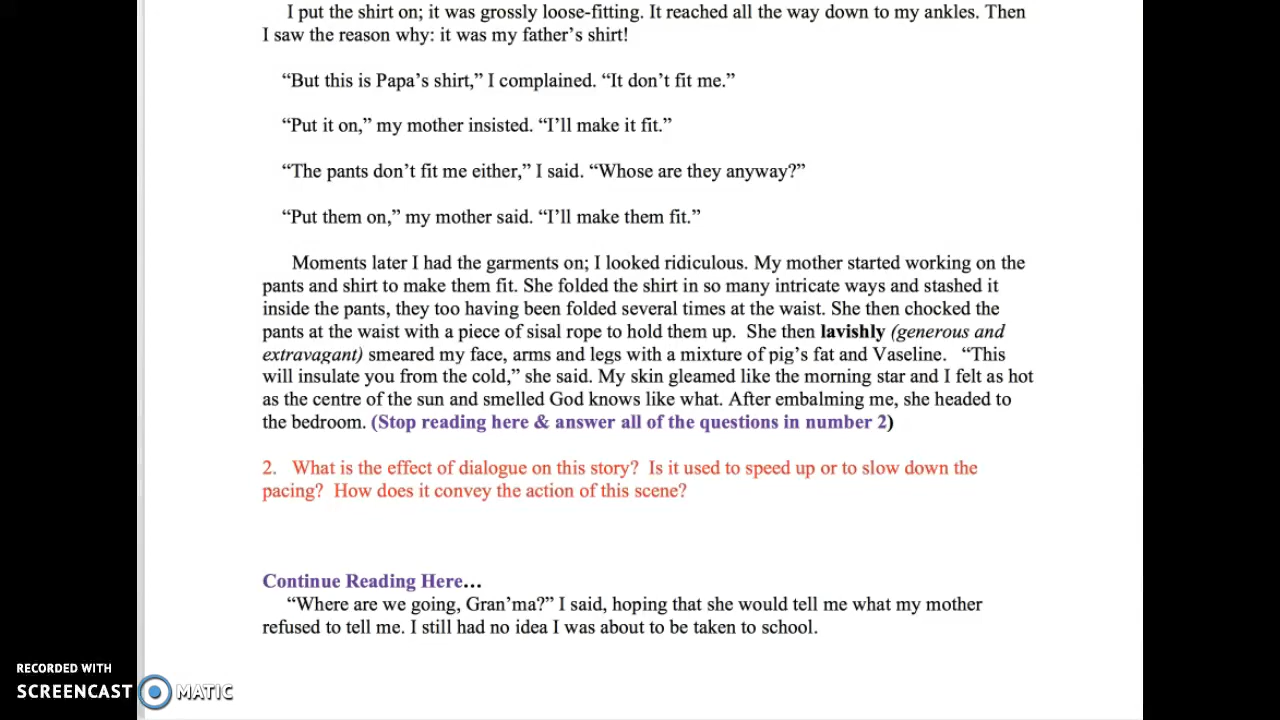 I put the shirt on; it was grossly loose-fitting. It reached all the way down to my ankles. Then
I saw the reason why: it was my father’s shirt!
“But this is Papa’s shirt,” I complained. “It don’t fit me.”
“Put it on,” my mother insisted. “I’ll make it fit.”
“The pants don’t fit me either,” I said. “Whose are they anyway?”
“Put them on,” my mother said. “I’ll make them fit.”
Moments later I had the garments on; I looked ridiculous. My mother started working on the
pants and shirt to make them fit. She folded the shirt in so many intricate ways and stashed it
inside the pants, they too having been folded several times at the waist. She then chocked the
pants at the waist with a piece of sisal rope to hold them up. She then lavishly (generous and
extravagant) smeared my face, arms and legs with a mixture of pig’s fat and Vaseline. “This
will insulate you from the cold,” she said. My skin gleamed like the morning star and I felt as hot
as the centre of the sun and smelled God knows like what. After embalming me, she headed to
the bedroom. (Stop reading here & answer all of the questions in number 2)
2. What is the effect of dialogue on this story? Is it used to speed up or to slow down the
pacing? How does it convey the action of this scene?
Continue Reading Here…
“Where are we going, Gran’ma?” I said, hoping that she would tell me what my mother
refused to tell me. I still had no idea I was about to be taken to school.
RECORDED WITH
SCREENCAST MATIC